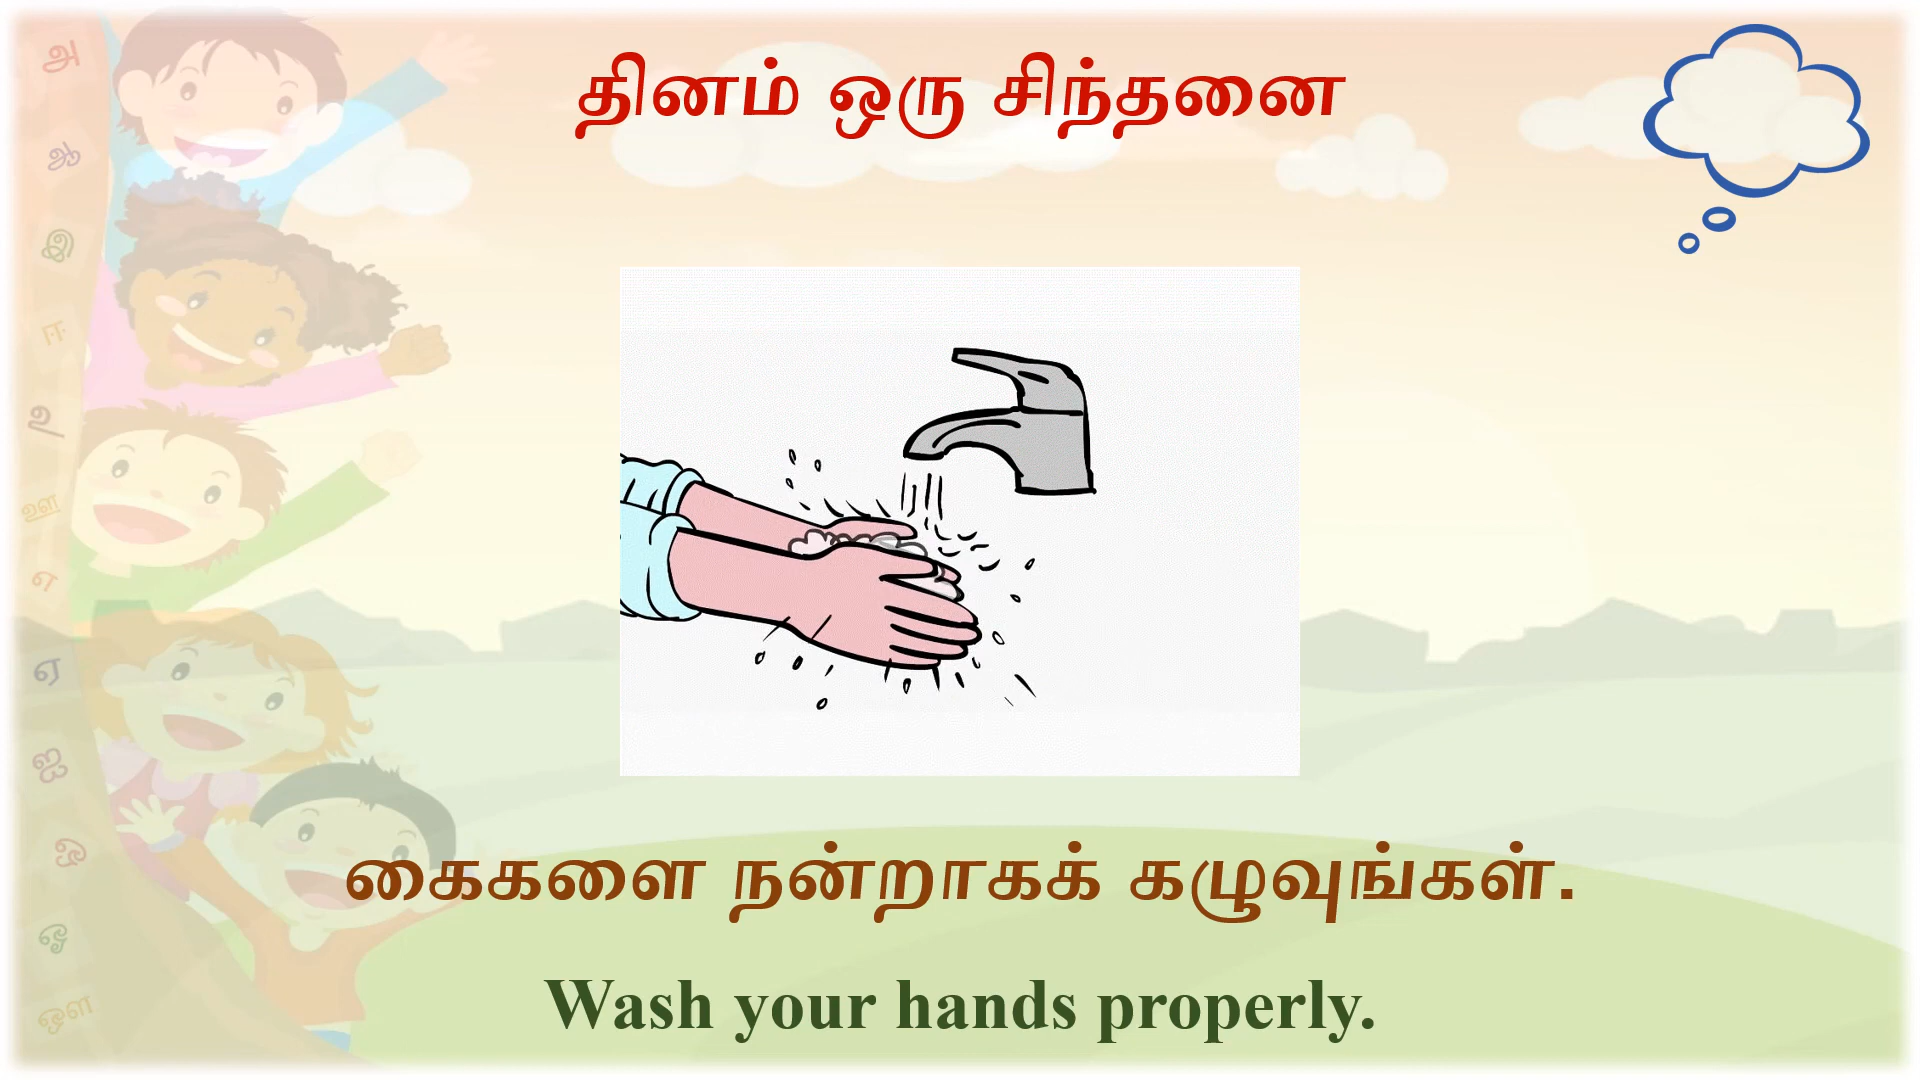 தினம் ஒரு சிந்தனை
அ
ஆ
இ
ஈ
உ
ஊ
எ
ஏ
ஐ
ஒ
ஓ
ஔ
கைகளை நன்றாகக் கழுவுங்கள்.
Wash your hands properly.